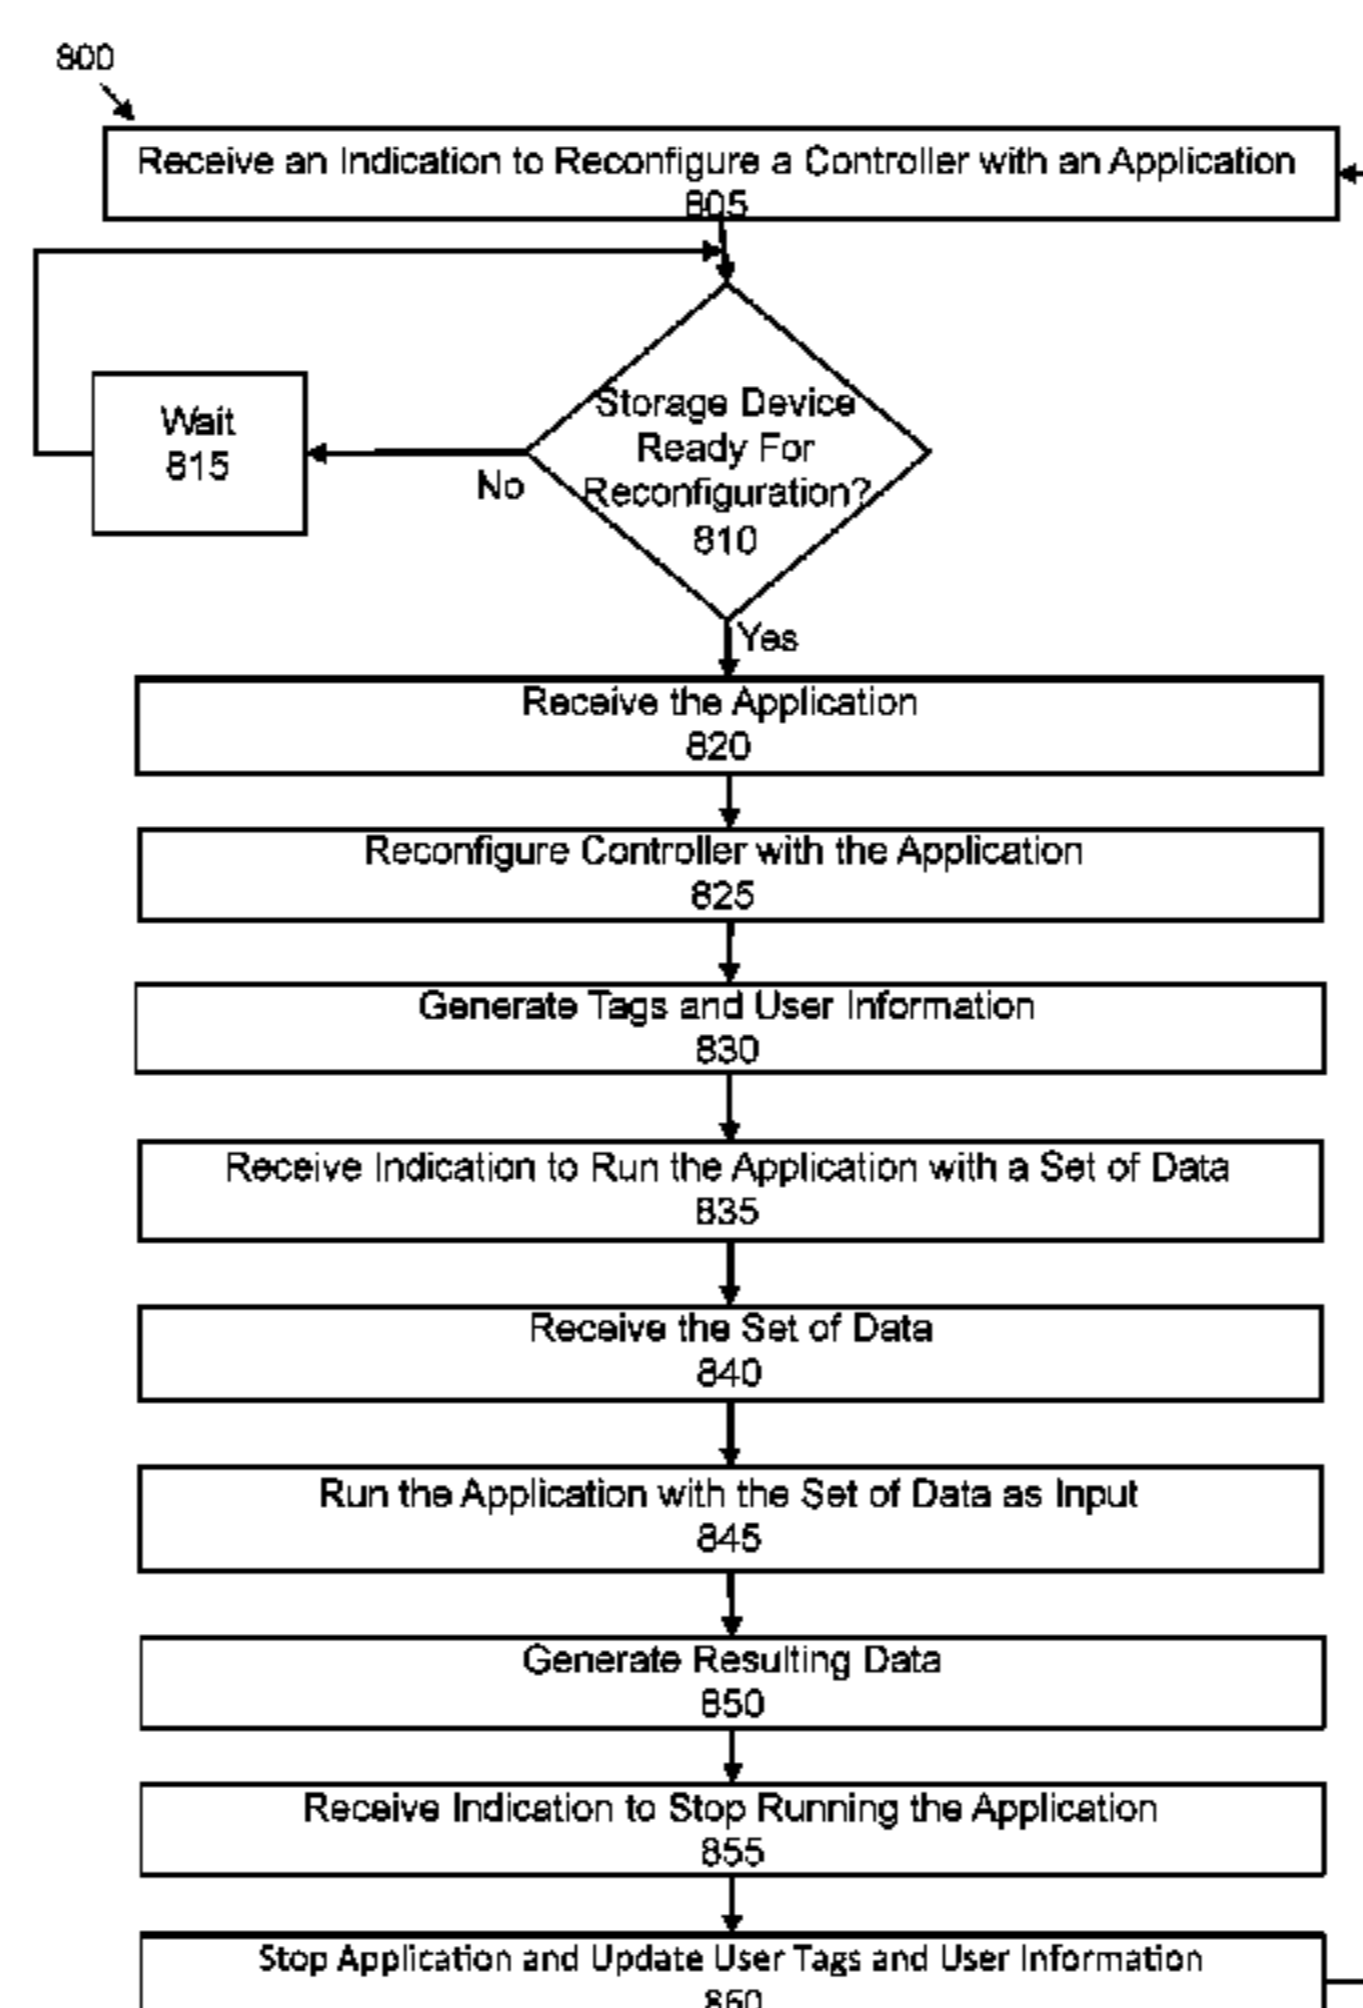 800
Receive an Indication to Reconfigure a Controller with an Application
805
Storage Device
Ready For
Reconfiguration?
810
Wait
815
No
Yes
Receive the Application
820
Reconfigure Controller with the Application
825
Generate Tags and User Information
830
Receive Indication to Run the Application with a Set of Data
835
Receive the Set of Data
840
Run the Application with the Set of Data as Input
845
Generate Resulting Data
850
Receive Indication to Stop Running the Application
855
Stop Application and Update User Tags and User Information
860